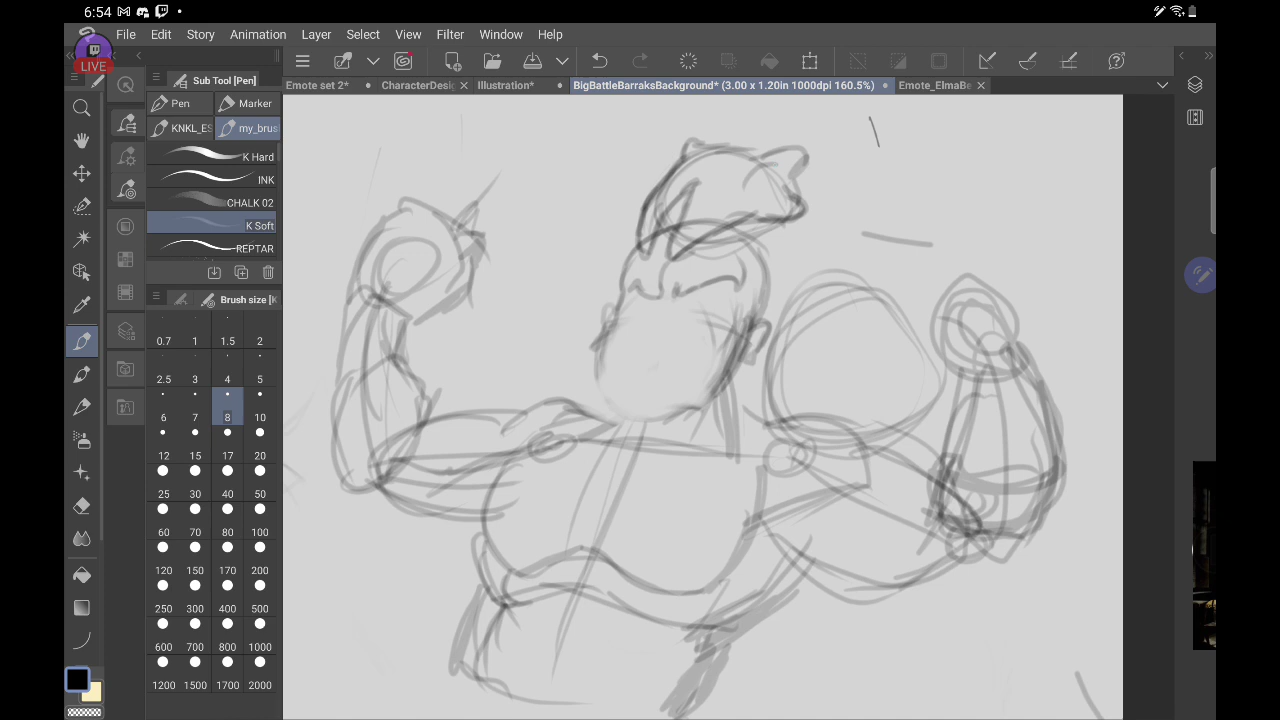 6:54
LIVE
File Edit Story Animation Layer Select View Filter Window Help
Sub Tool [Pen]
Emote set 2* CharacterDesi Illustration* BigBattleBarraksBackground* (3.00 x 1.20in 1000dpi 160.5%) Emote_ElmaBe
Pen Marker
KNKL_ES my_brus
K Hard
INK
CHALK 02
K Soft
REPTAR
Brush size [K
0.7 1 1.5 2
2.5 3 4 5
6 7 8 10
12 15 17 20
25 30 40 50
60 70 80 100
120 150 170 200
250 300 400 500
600 700 800 1000
1200 1500 1700 2000